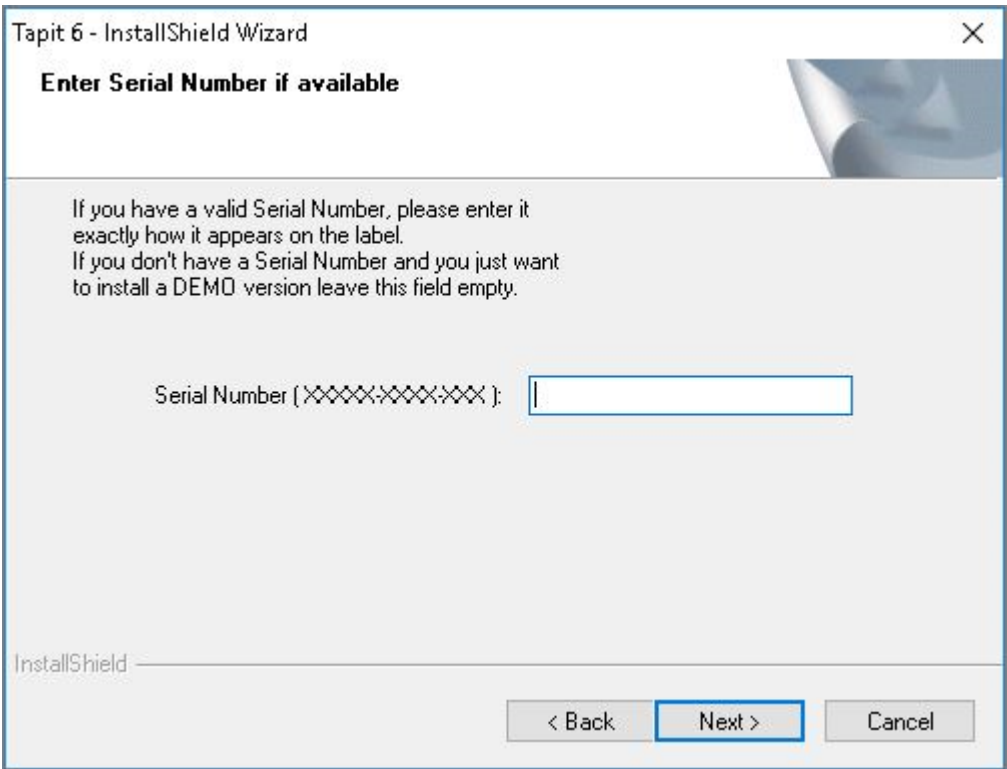 Tapit 6 - InstallShield Wizard
Enter Serial Number if available
If you have a valid Serial Number, please enter it
exactly how it appears on the label.
If you don't have a Serial Number and you just want
to install a DEMO version leave this field empty.
Serial Number ( XXXXX-XXXX-XXX ):
InstallShield
< Back Next > Cancel